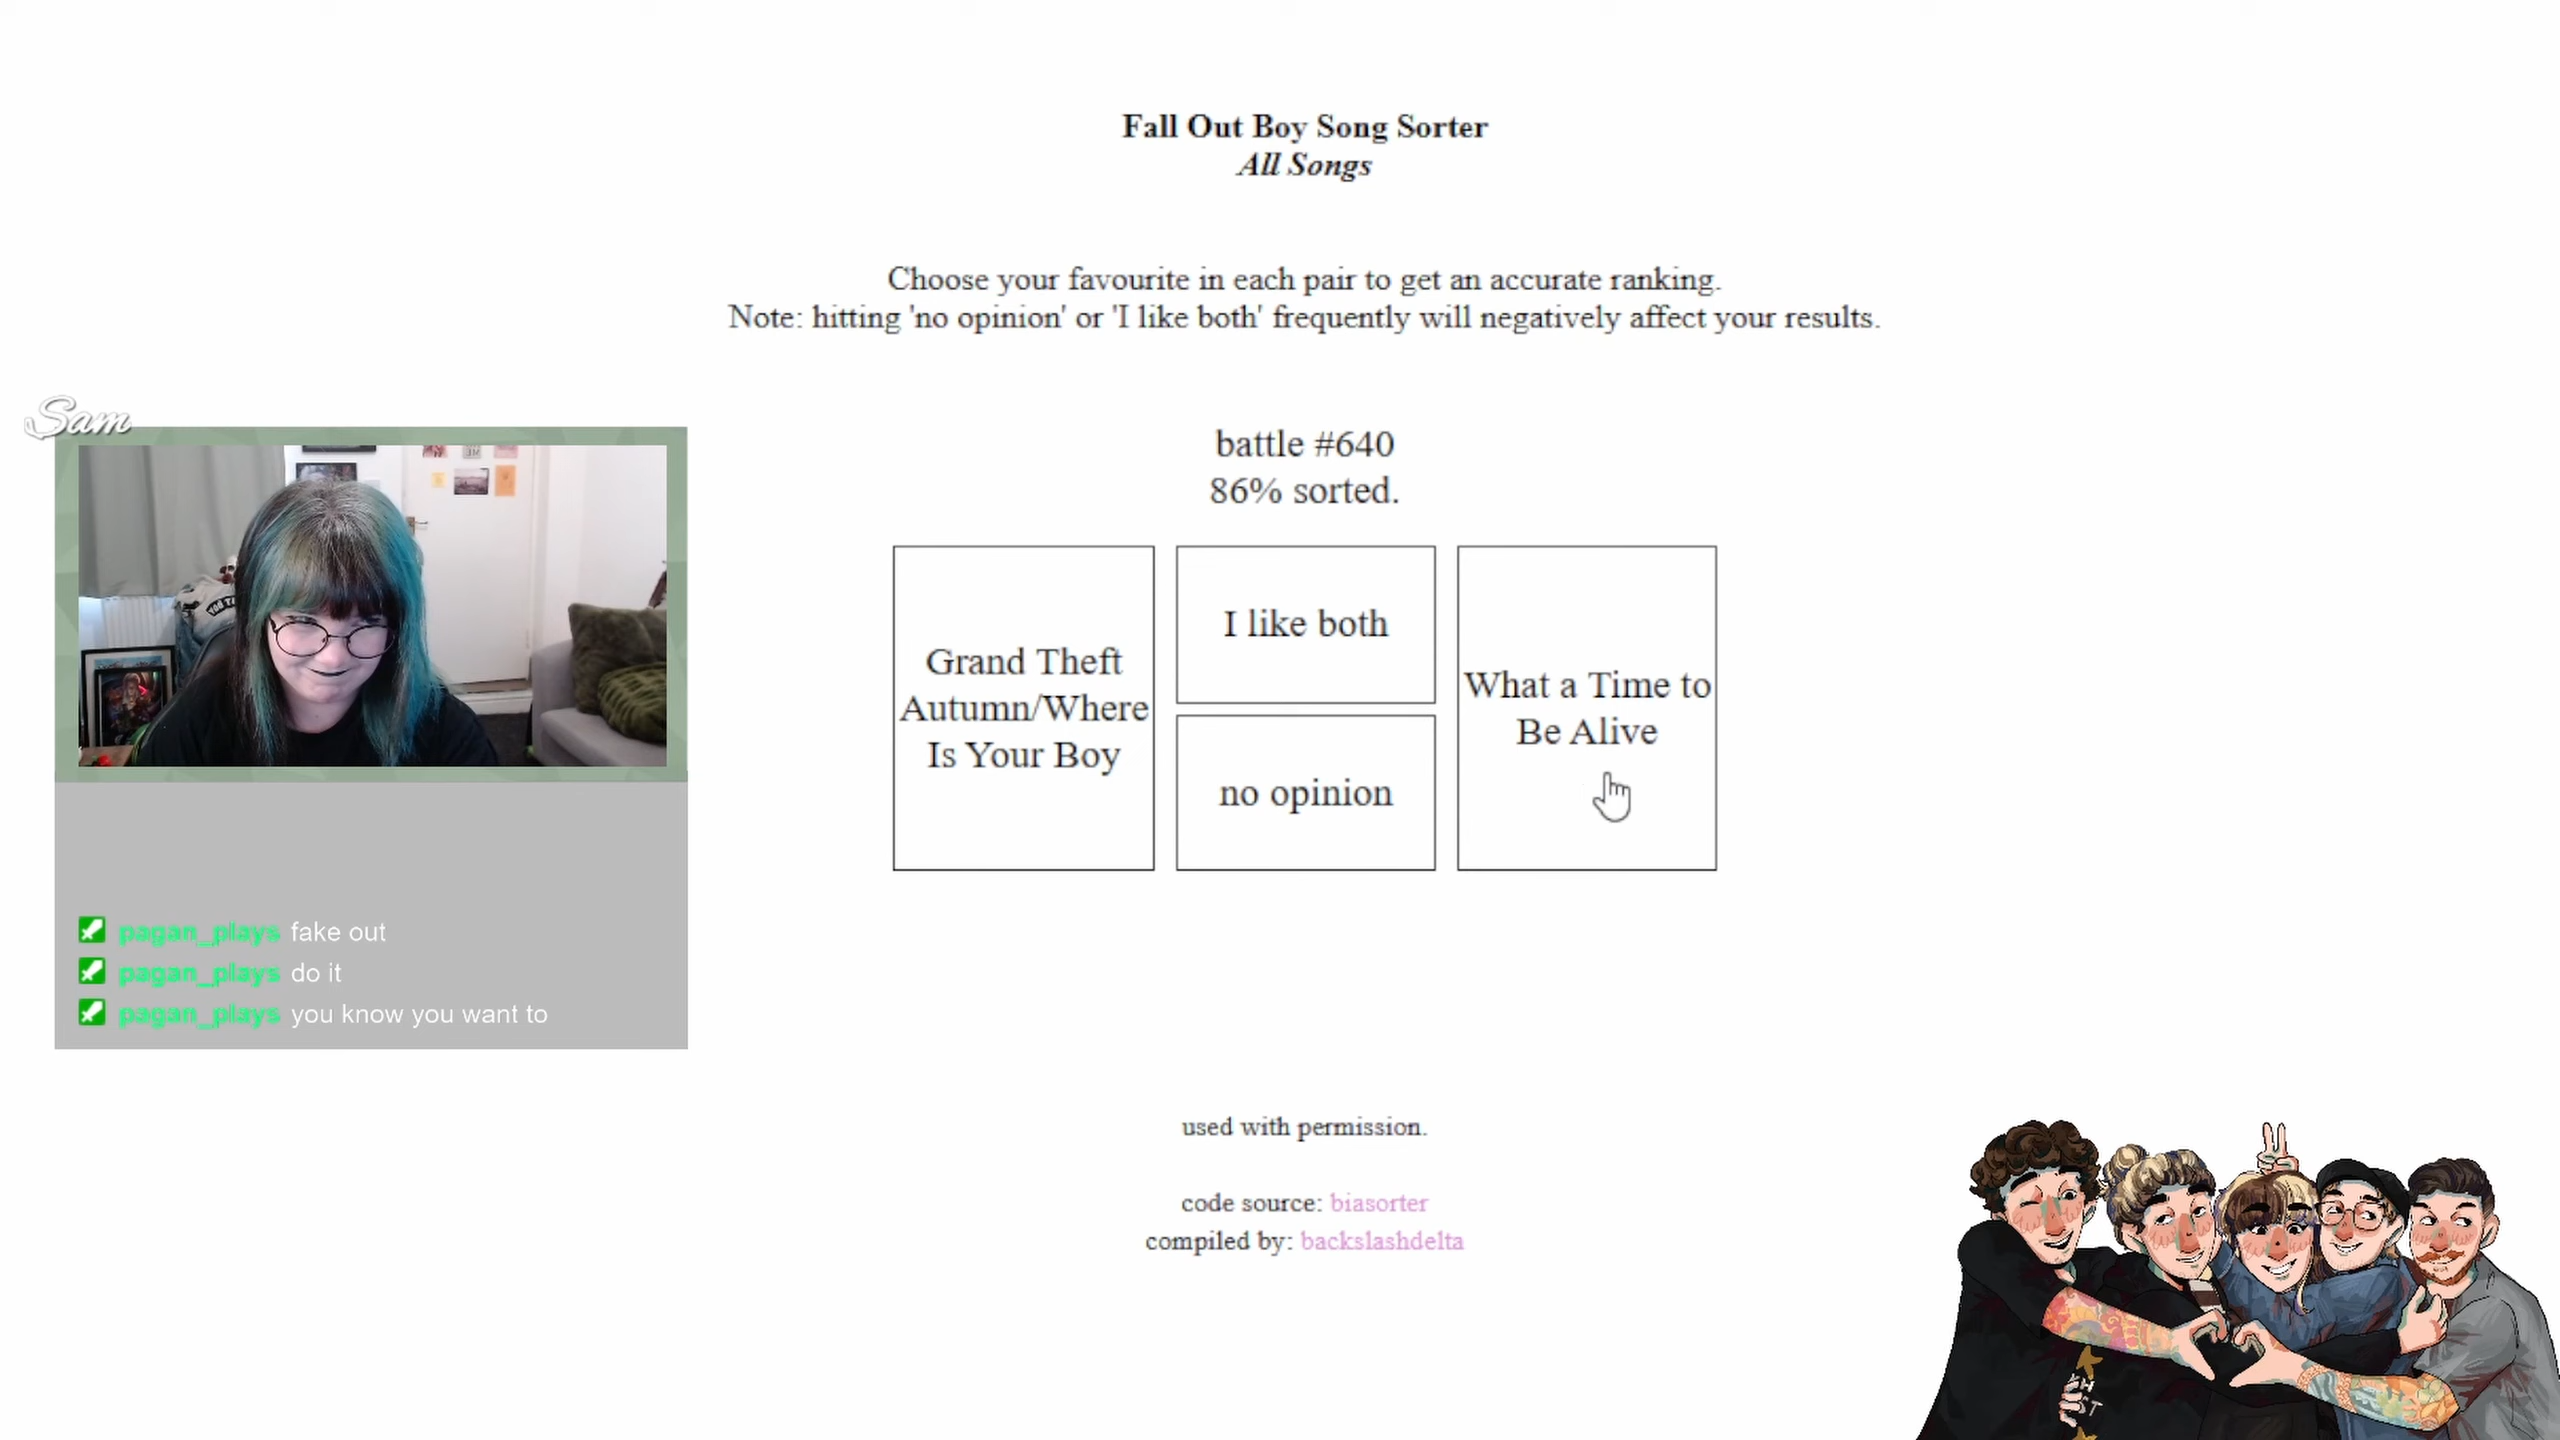 Fall Out Boy Song Sorter
All Songs
Choose your favourite in each pair to get an accurate ranking.
Note: hitting 'no opinion' or 'I like both' frequently will negatively affect your results.
Sam
battle #640
86% sorted.
Grand Theft
Autumn/Where
Is Your Boy
I like both
no opinion
What a Time to
Be Alive
pagan_plays fake out
pagan_plays do it
pagan_plays you know you want to
used with permission.
code source: biasorter
compiled by: backslashdelta